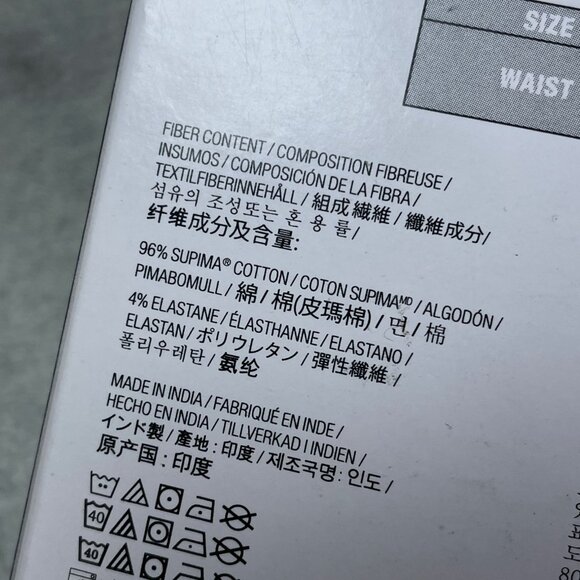 SIZE
WAIST
FIBER CONTENT / COMPOSITION FIBREUSE /
INSUMOS / COMPOSICIÓN DE LA FIBRA /
TEXTILFIBERINNEHÅLL / 組成繊維 / 纖維成分 /
섬유의 조성또는 혼용률 /
纤维成分及含量:
96% SUPIMA® COTTON / COTON SUPIMAMD / ALGODÓN /
PIMABOMULL / 綿 / 棉(皮瑪棉) / 면 / 棉
4% ELASTANE / ÉLASTHANNE / ELASTANO /
ELASTAN / ポリウレタン / 彈性纖維 /
폴리우레탄 / 氨纶
MADE IN INDIA / FABRIQUÉ EN INDE /
HECHO EN INDIA / TILLVERKAD I INDIEN /
インド製 / 產地 : 印度 / 제조국명 : 인도 /
原产国 : 印度
40
40